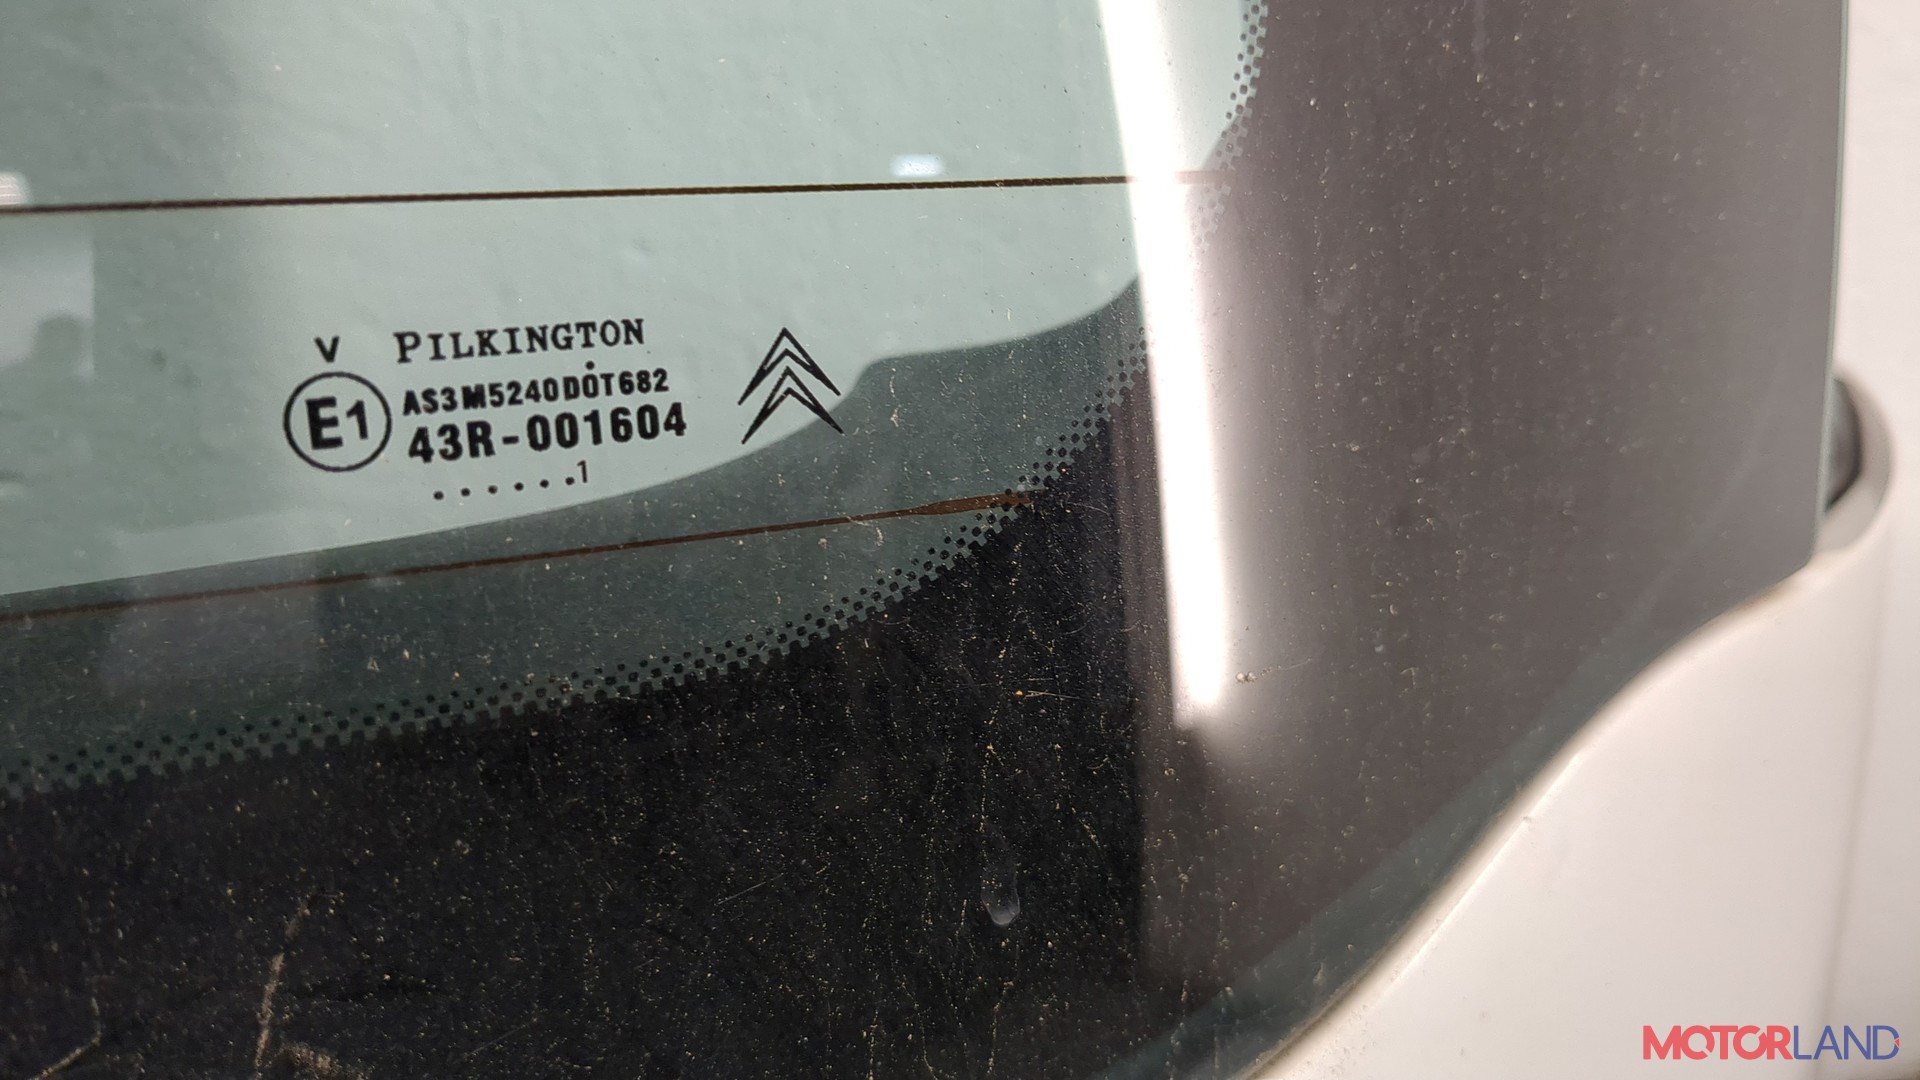 V PILKINGTON
E1 AS3M5240DOT682
43R-001604
......1
MOTORLAND